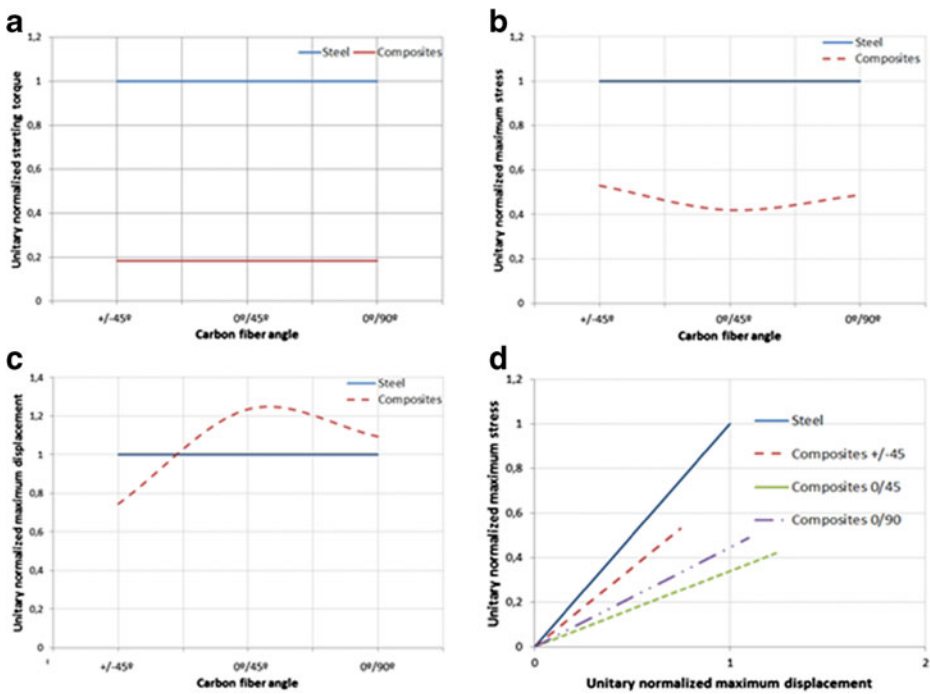 a
1,2
Steel Composites
1
0,8
0,6
0,4
0,2
0
Unitary normalized starting torque
+/-45º 0º/45º 0º/90º
Carbon fiber angle
b
1,2
Steel
Composites
1
0,8
0,6
0,4
0,2
0
Unitary normalized maximum stress
+/-45º 0º/45º 0º/90º
Carbon fiber angle
c
1,4
Steel
Composites
1,2
1
0,8
0,6
0,4
0,2
0
Unitary normalized maximum displacement
+/-45º 0º/45º 0º/90º
Carbon fiber angle
d
1,2
1
0,8
0,6
0,4
0,2
0
Unitary normalized maximum stress
Steel
Composites +/-45
Composites 0/45
Composites 0/90
0 1 2
Unitary normalized maximum displacement